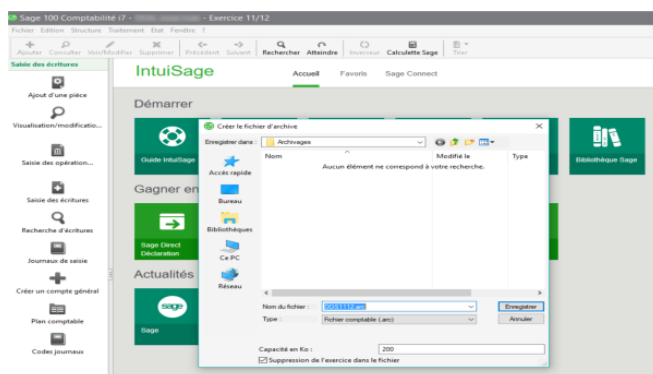 Sage 100 Comptabilité i7 - - Exercice 11/12
Fichier Edition Structure Traitement Etat Fenêtre ?
Ajouter Consulter Voir/Modifier Supprimer Précédent Suivant Rechercher Atteindre Inverseur Calculette Sage Trier
Saisie des écritures
IntuiSage
Accueil Favoris Sage Connect
Ajout d'une pièce
Démarrer
Visualisation/modificatio...
Saisie des opération...
Guide IntuiSage
Bibliothèque Sage
Créer le fichier d'archive
Enregistrer dans : Archivages
Nom Modifié le Type
Aucun élément ne correspond à votre recherche.
Accès rapide
Bureau
Bibliothèques
Ce PC
Réseau
Saisie des écritures
Gagner en
Recherche d'écritures
Sage Direct
Déclaration
Journaux de saisie
Actualités
Créer un compte général
Plan comptable
Sage
Codes journaux
Nom du fichier : Enregistrer
Type : Fichier comptable (.arc) Annuler
Capacité en Ko : 200
Suppression de l'exercice dans le fichier